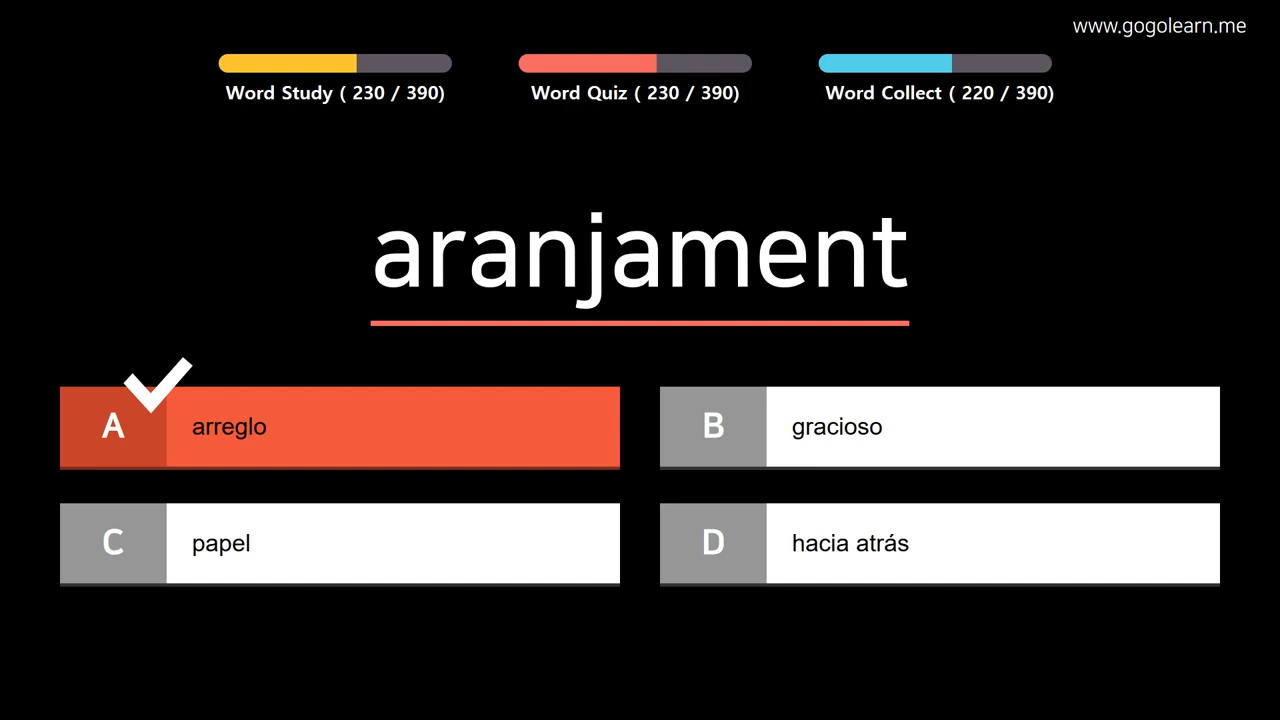 www.gogolearn.me
Word Study ( 230 / 390)
Word Quiz ( 230 / 390)
Word Collect ( 220 / 390)
aranjament
A arreglo
B gracioso
C papel
D hacia atrás